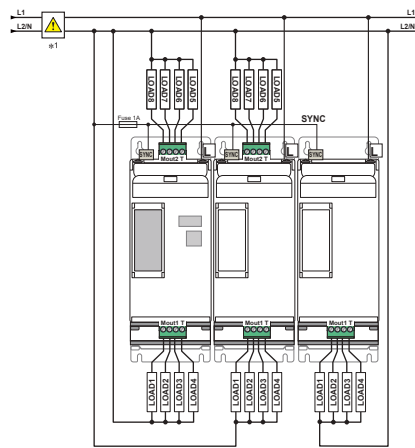 L1 L1
L2/N L2/N
*1
LOAD8 LOAD7 LOAD6 LOAD5 LOAD8 LOAD7 LOAD6 LOAD5
Fuse 1A SYNC
SYNC Mout2 T L SYNC Mout2 T L SYNC L
Mout1 T Mout1 T Mout1 T
LOAD1 LOAD2 LOAD3 LOAD4 LOAD1 LOAD2 LOAD3 LOAD4 LOAD1 LOAD2 LOAD3 LOAD4